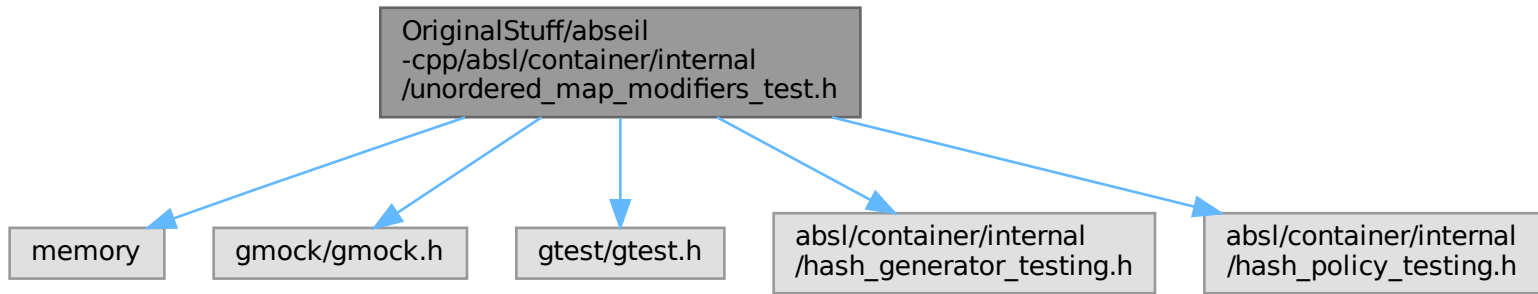 OriginalStuff/abseil
-cpp/absl/container/internal
/unordered_map_modifiers_test.h
memory
gmock/gmock.h
gtest/gtest.h
absl/container/internal
/hash_generator_testing.h
absl/container/internal
/hash_policy_testing.h